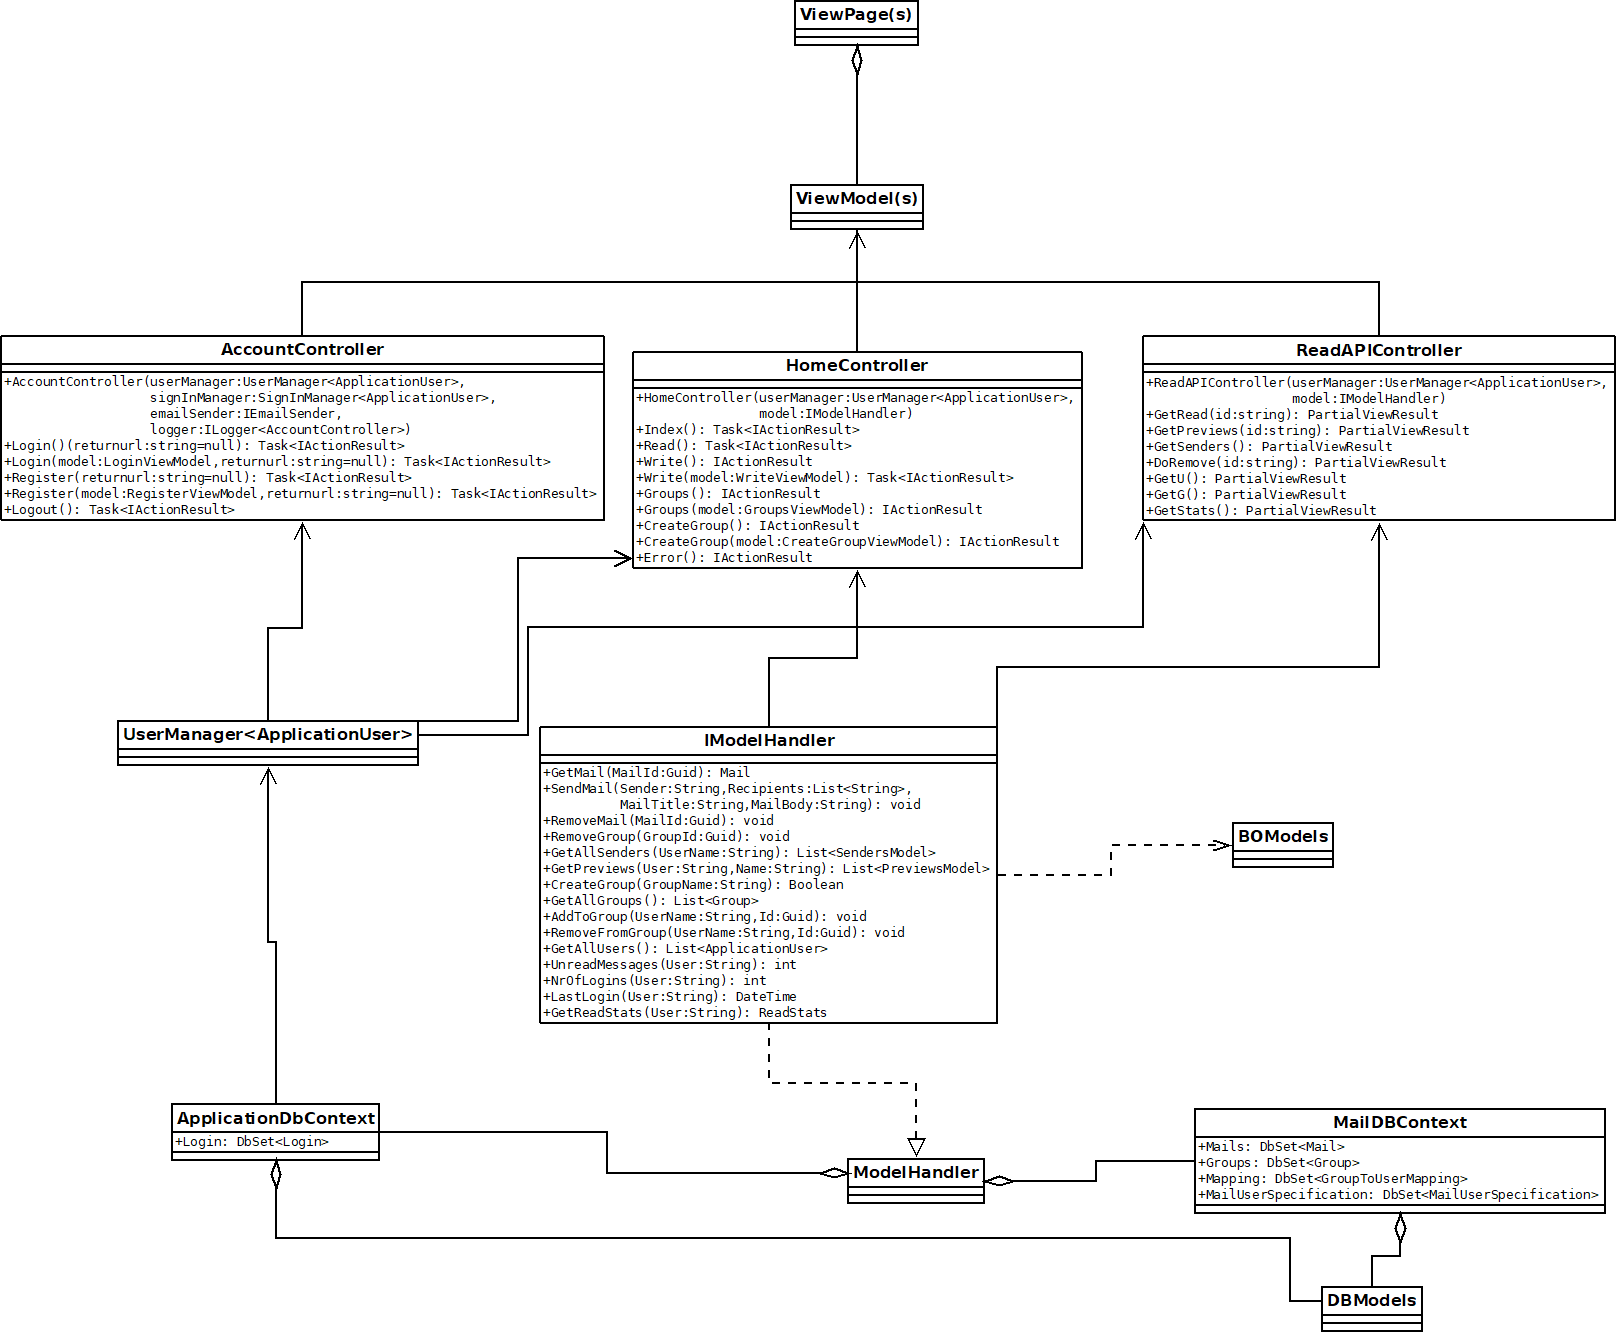 ViewPage(s)
ViewModel(s)
AccountController
+AccountController(userManager:UserManager<ApplicationUser>,
signInManager:SignInManager<ApplicationUser>,
emailSender:IEmailSender,
logger:ILogger<AccountController>)
+Login()(returnurl:string=null): Task<IActionResult>
+Login(model:LoginViewModel,returnurl:string=null): Task<IActionResult>
+Register(returnurl:string=null): Task<IActionResult>
+Register(model:RegisterViewModel,returnurl:string=null): Task<IActionResult>
+Logout(): Task<IActionResult>
HomeController
+HomeController(userManager:UserManager<ApplicationUser>,
model:IModelHandler)
+Index(): Task<IActionResult>
+Read(): Task<IActionResult>
+Write(): IActionResult
+Write(model:WriteViewModel): Task<IActionResult>
+Groups(): IActionResult
+Groups(model:GroupsViewModel): IActionResult
+CreateGroup(): IActionResult
+CreateGroup(model:CreateGroupViewModel): IActionResult
+Error(): IActionResult
ReadAPIController
+ReadAPIController(userManager:UserManager<ApplicationUser>,
model:IModelHandler)
+GetRead(id:string): PartialViewResult
+GetPreviews(id:string): PartialViewResult
+GetSenders(): PartialViewResult
+DoRemove(id:string): PartialViewResult
+GetU(): PartialViewResult
+GetG(): PartialViewResult
+GetStats(): PartialViewResult
UserManager<ApplicationUser>
IModelHandler
+GetMail(MailId:Guid): Mail
+SendMail(Sender:String,Recipients:List<String>,
MailTitle:String,MailBody:String): void
+RemoveMail(MailId:Guid): void
+RemoveGroup(GroupId:Guid): void
+GetAllSenders(UserName:String): List<SendersModel>
+GetPreviews(User:String,Name:String): List<PreviewsModel>
+CreateGroup(GroupName:String): Boolean
+GetAllGroups(): List<Group>
+AddToGroup(UserName:String,Id:Guid): void
+RemoveFromGroup(UserName:String,Id:Guid): void
+GetAllUsers(): List<ApplicationUser>
+UnreadMessages(User:String): int
+NrOfLogins(User:String): int
+LastLogin(User:String): DateTime
+GetReadStats(User:String): ReadStats
BOModels
ApplicationDbContext
+Login: DbSet<Login>
ModelHandler
MailDBContext
+Mails: DbSet<Mail>
+Groups: DbSet<Group>
+Mapping: DbSet<GroupToUserMapping>
+MailUserSpecification: DbSet<MailUserSpecification>
DBModels